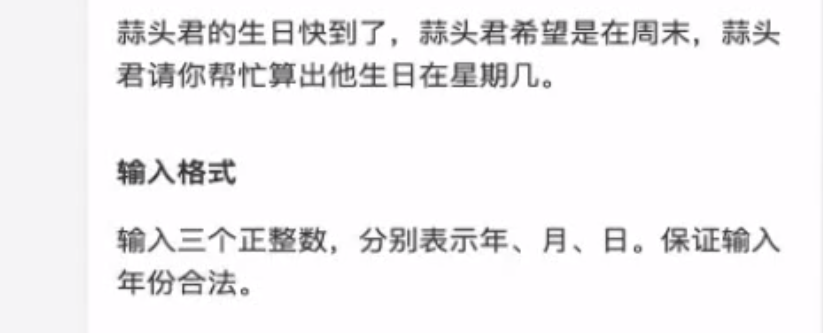 蒜头君的生日快到了，蒜头君希望是在周末，蒜头
君请你帮忙算出他生日在星期几。
输入格式
输入三个正整数，分别表示年、月、日。保证输入
年份合法。